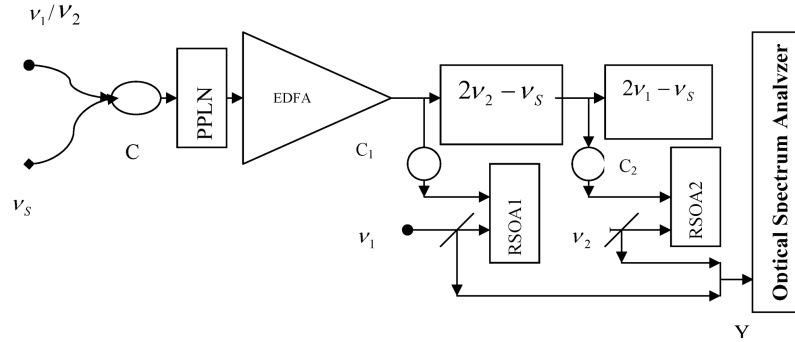 ν₁/ν₂
C
PPLN
EDFA
2ν₂ − νₛ
2ν₁ − νₛ
νₛ
C₁
C₂
ν₁
RSOA1
ν₂
RSOA2
Y
Optical Spectrum Analyzer